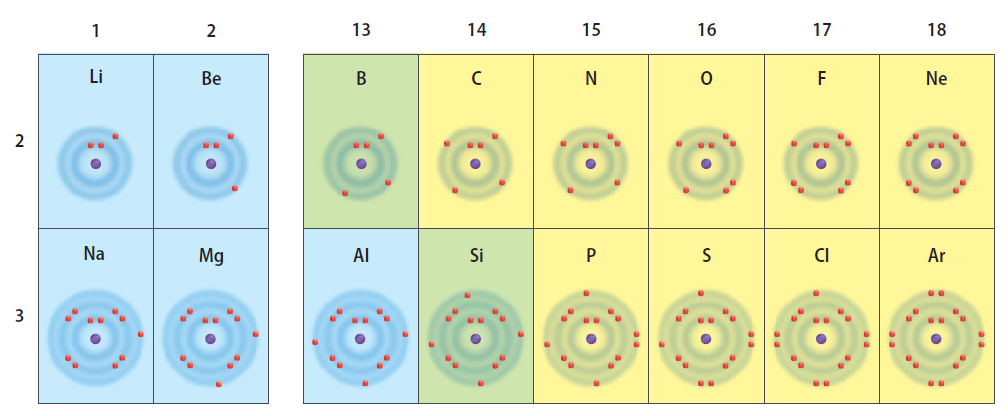 1 2 13 14 15 16 17 18
Li Be B C N O F Ne
2
Na Mg Al Si P S Cl Ar
3